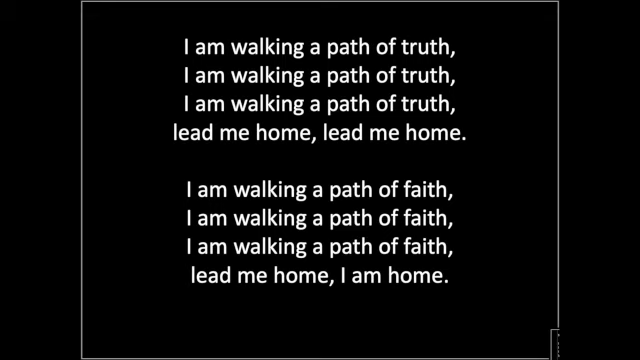 I am walking a path of truth,
I am walking a path of truth,
I am walking a path of truth,
lead me home, lead me home.
I am walking a path of faith,
I am walking a path of faith,
I am walking a path of faith,
lead me home, I am home.